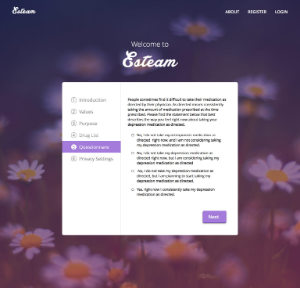 Esteem
ABOUT REGISTER LOGIN
Welcome to
Esteem
Introduction
Values
Purpose
Drug List
Questionnaire
Privacy Settings
People sometimes find it difficult to take their medication as
directed by their physician. As directed means consistently
taking the amount of medication prescribed at the time
prescribed. Please find the statement below that best
describes the way you feel right now about taking your
depression medication as directed.
No, I do not take my depression medication as
directed right now, and I am not considering taking
my depression medication as directed.
No, I do not take my depression medication as
directed right now, but I am considering taking my
depression medication as directed.
No, I do not take my depression medication as
directed, but I am planning to start taking my
depression medication as directed.
Yes, right now I consistently take my depression
medication as directed.
Next